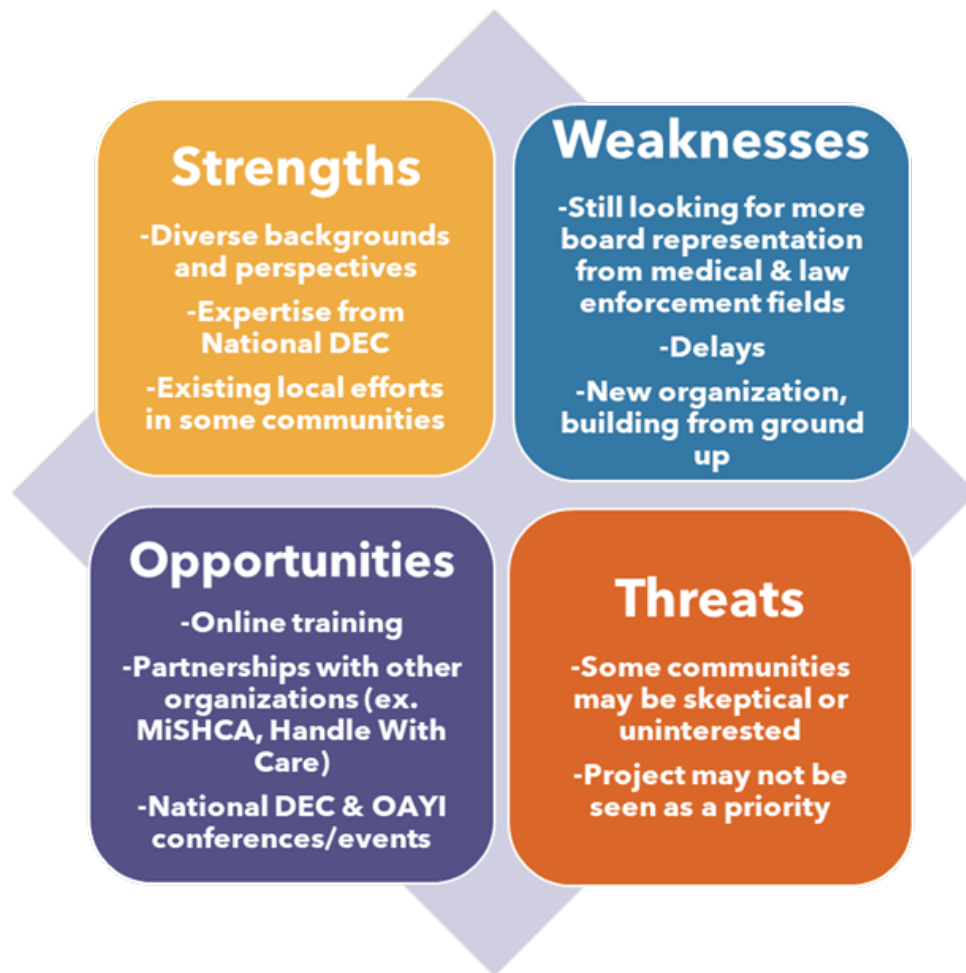 Strengths
-Diverse backgrounds
and perspectives
-Expertise from
National DEC
-Existing local efforts
in some communities
Weaknesses
-Still looking for more
board representation
from medical & law
enforcement fields
-Delays
-New organization,
building from ground
up
Opportunities
-Online training
-Partnerships with other
organizations (ex.
MiSHCA, Handle With
Care)
-National DEC & OAYI
conferences/events
Threats
-Some communities
may be skeptical or
uninterested
-Project may not be
seen as a priority